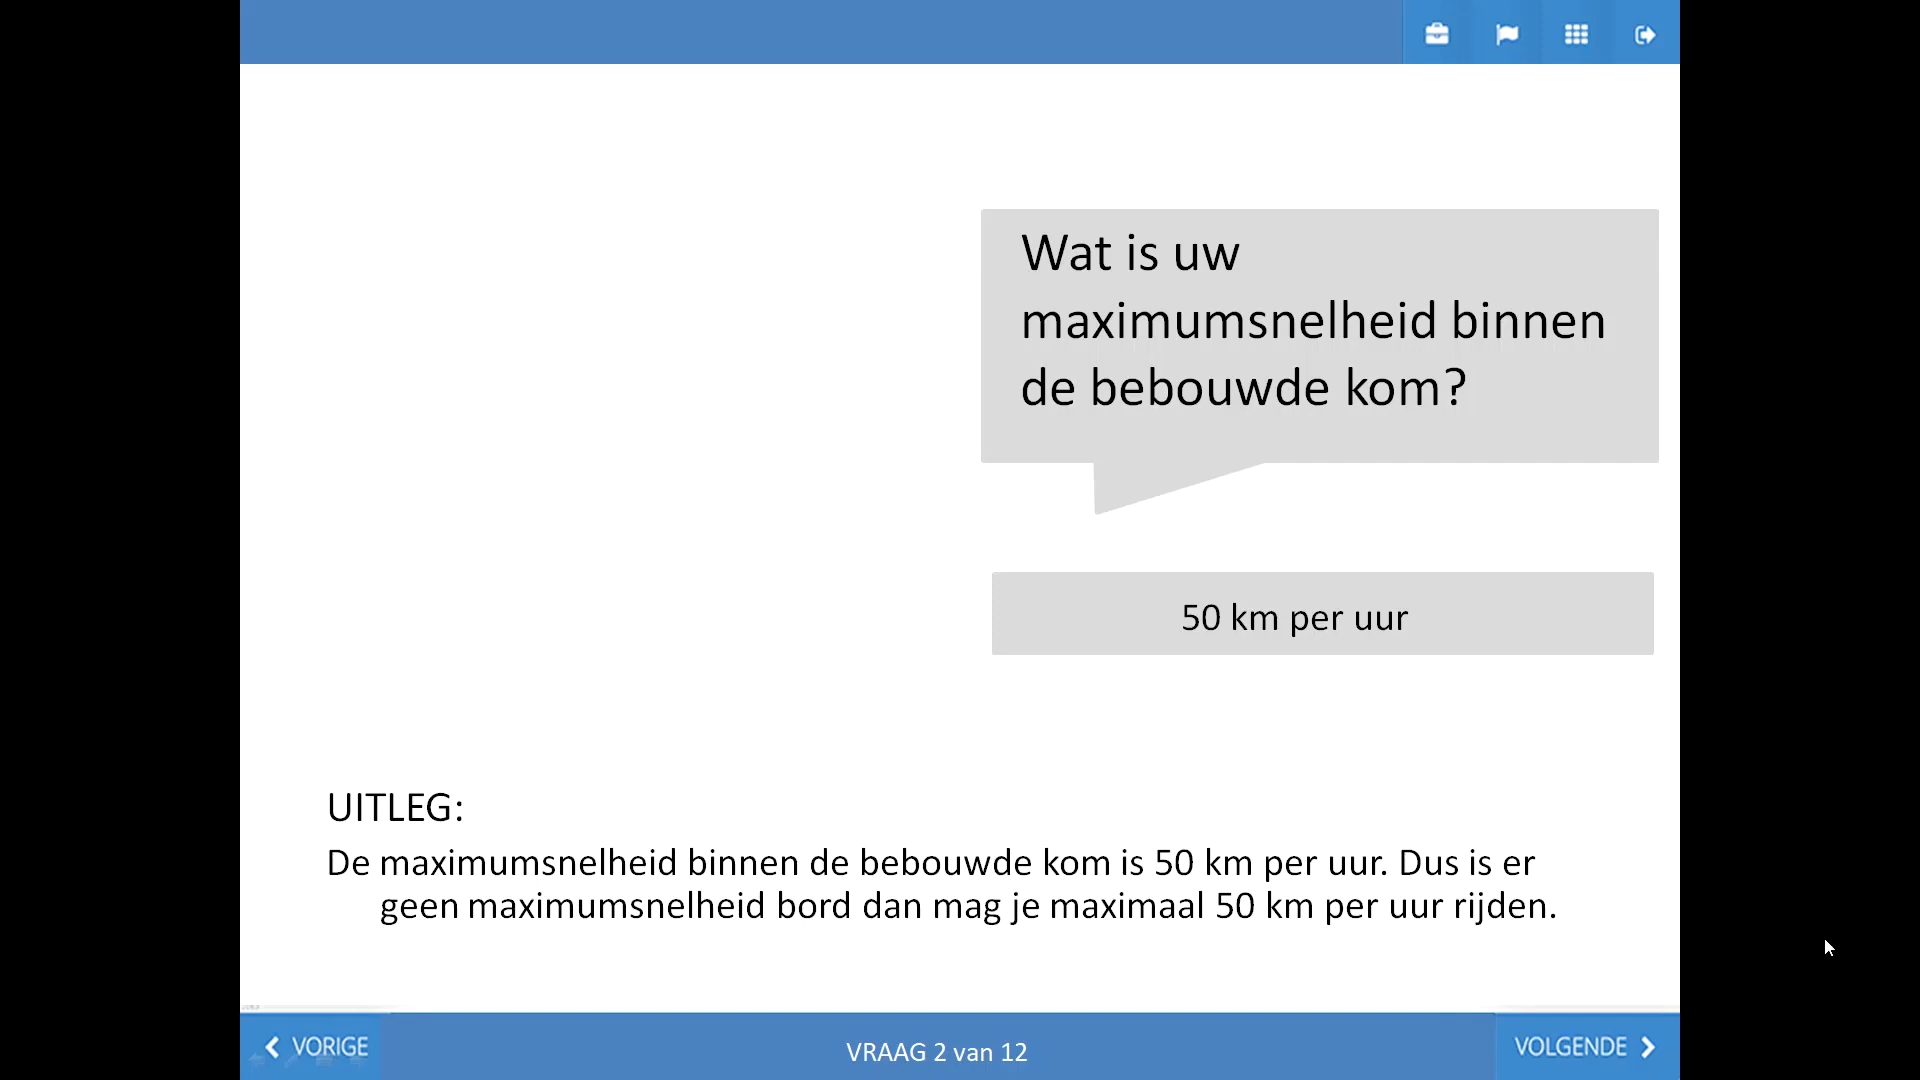 Wat is uw
maximumsnelheid binnen
de bebouwde kom?
50 km per uur
UITLEG:
De maximumsnelheid binnen de bebouwde kom is 50 km per uur. Dus is er
geen maximumsnelheid bord dan mag je maximaal 50 km per uur rijden.
VORIGE
VRAAG 2 van 12
VOLGENDE